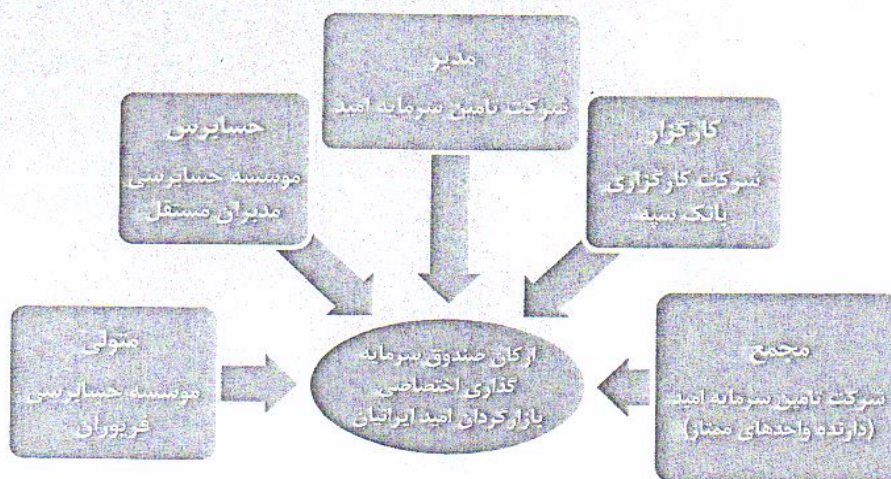 مدیر
شرکت تامین سرمایه امید
حسابرس
موسسه حسابرسی
مدیران مستقل
کارگزار
شرکت کارگزاری
بانک سپه
متولی
موسسه حسابرسی
فریوران
ارکان صندوق سرمایه
گذاری اختصاصی
بازارگردان امید ایرانیان
مجمع
شرکت تامین سرمایه امید
(دارنده واحدهای ممتاز)